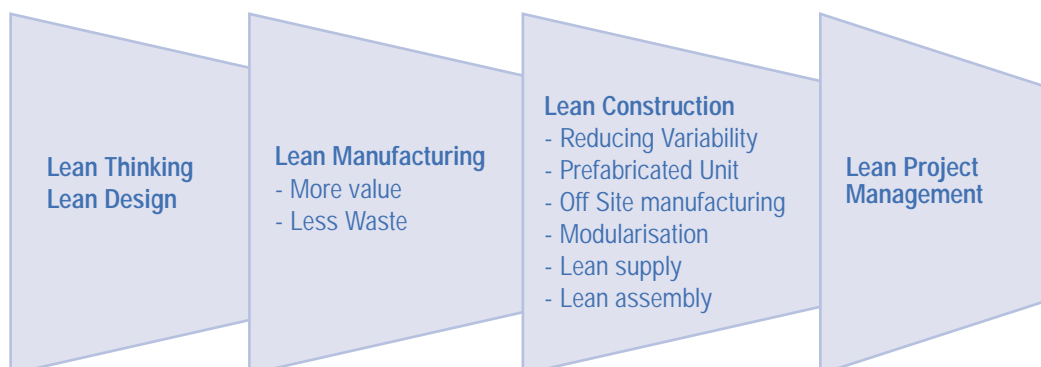 Lean Thinking
Lean Design
Lean Manufacturing
- More value
- Less Waste
Lean Construction
- Reducing Variability
- Prefabricated Unit
- Off Site manufacturing
- Modularisation
- Lean supply
- Lean assembly
Lean Project
Management